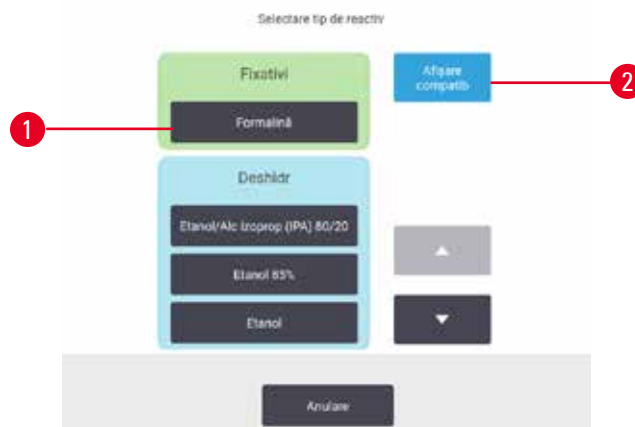 Selectare tip de reactiv
Fixativi
Afișare
compatib
2
1
Formalină
Deshidr
Etanol/Alc Izoprop (IPA) 80/20
Etanol 85%
Etanol
Anulare